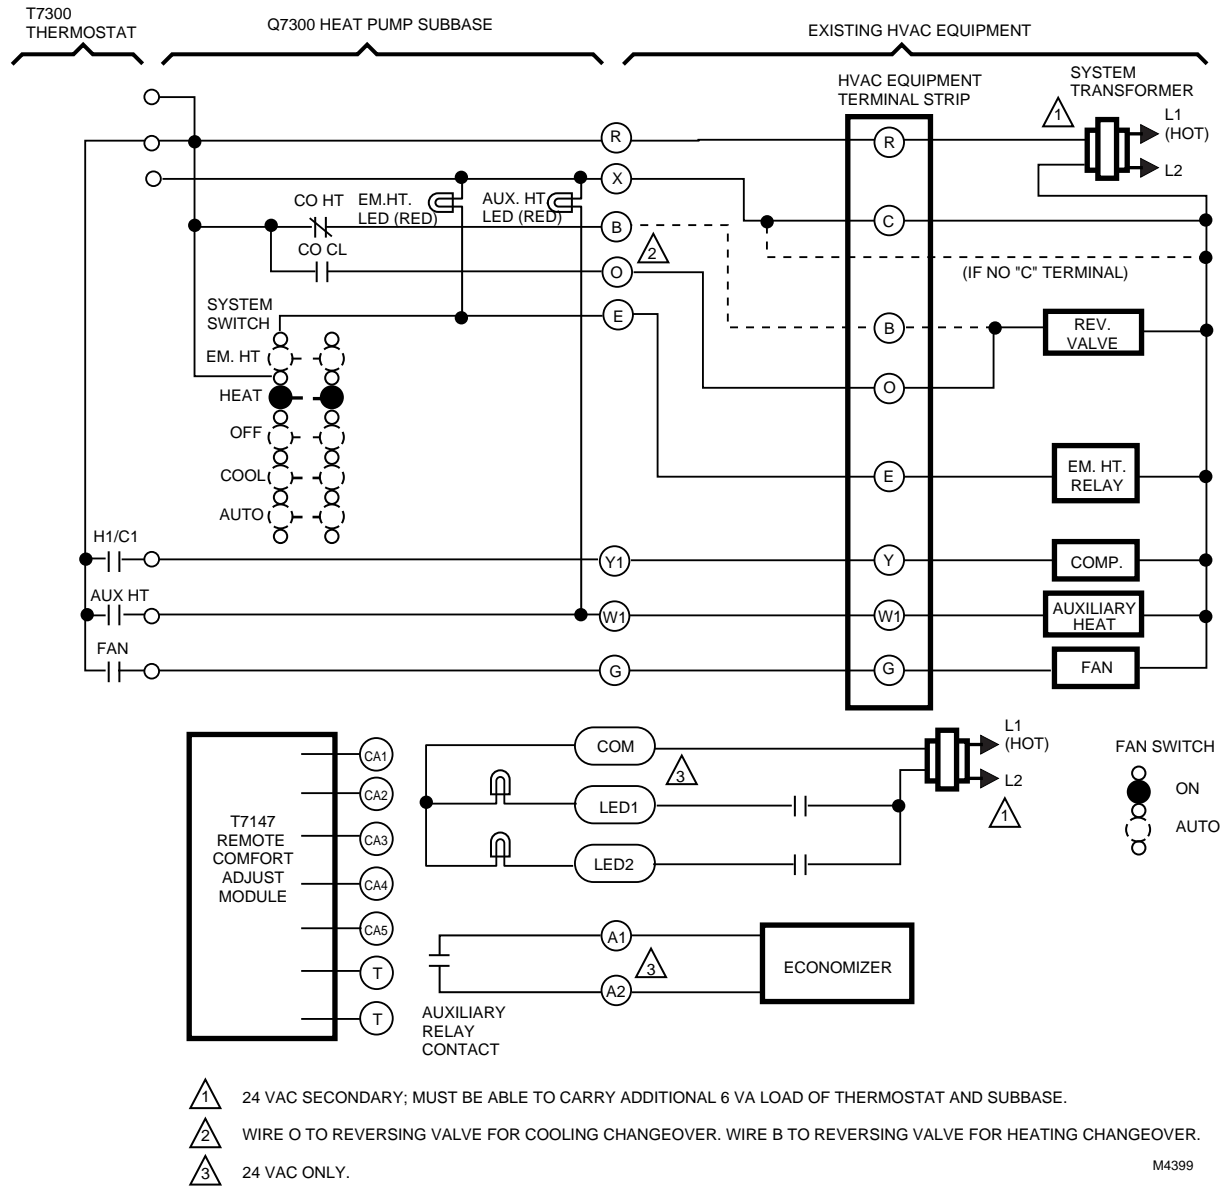 T7300
THERMOSTAT
Q7300 HEAT PUMP SUBBASE
EXISTING HVAC EQUIPMENT
HVAC EQUIPMENT
TERMINAL STRIP
SYSTEM
TRANSFORMER
1
L1
(HOT)
L2
R
R
X
CO HT
EM.HT.
LED (RED)
AUX. HT.
LED (RED)
B
C
2
CO CL
O
(IF NO "C" TERMINAL)
E
SYSTEM
SWITCH
B
REV.
VALVE
EM. HT
HEAT
O
OFF
COOL
E
EM. HT.
RELAY
AUTO
H1/C1
Y1
Y
COMP.
AUX HT
W1
W1
AUXILIARY
HEAT
FAN
G
G
FAN
T7147
REMOTE
COMFORT
ADJUST
MODULE
CA1
CA2
CA3
CA4
CA5
T
T
COM
3
LED1
LED2
L1
(HOT)
L2
1
FAN SWITCH
ON
AUTO
A1
3
A2
ECONOMIZER
AUXILIARY
RELAY
CONTACT
1 24 VAC SECONDARY; MUST BE ABLE TO CARRY ADDITIONAL 6 VA LOAD OF THERMOSTAT AND SUBBASE.
2 WIRE O TO REVERSING VALVE FOR COOLING CHANGEOVER. WIRE B TO REVERSING VALVE FOR HEATING CHANGEOVER.
3 24 VAC ONLY.
M4399